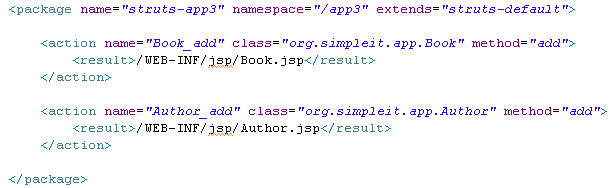 <package name="struts-app3" namespace="/app3" extends="struts-default">
<action name="Book_add" class="org.simpleit.app.Book" method="add">
<result>/WEB-INF/jsp/Book.jsp</result>
</action>
<action name="Author_add" class="org.simpleit.app.Author" method="add">
<result>/WEB-INF/jsp/Author.jsp</result>
</action>
</package>